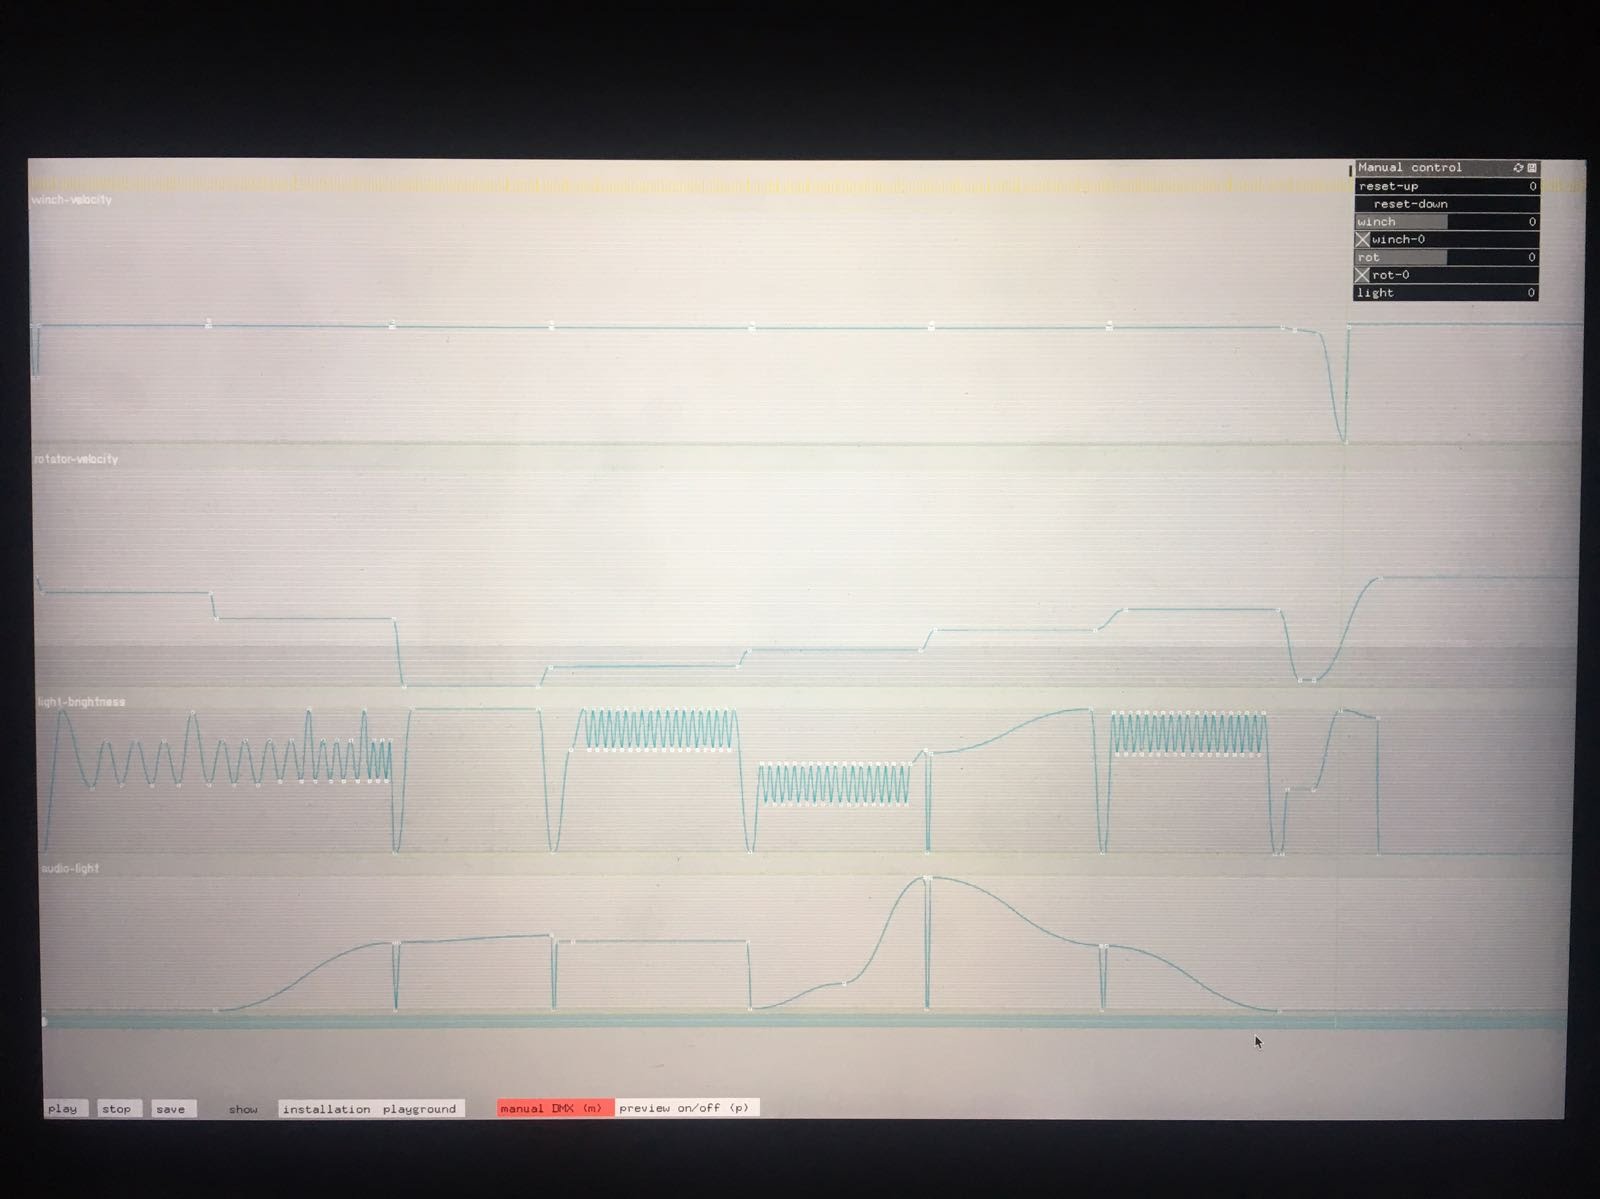 winch-velocity
Manual control
reset-up 0
reset-down
winch 0
winch-0
rot 0
rot-0
light 0
rotator-velocity
light-brightness
audio-light
play stop save show installation playground manual DMX (m) preview on/off (p)